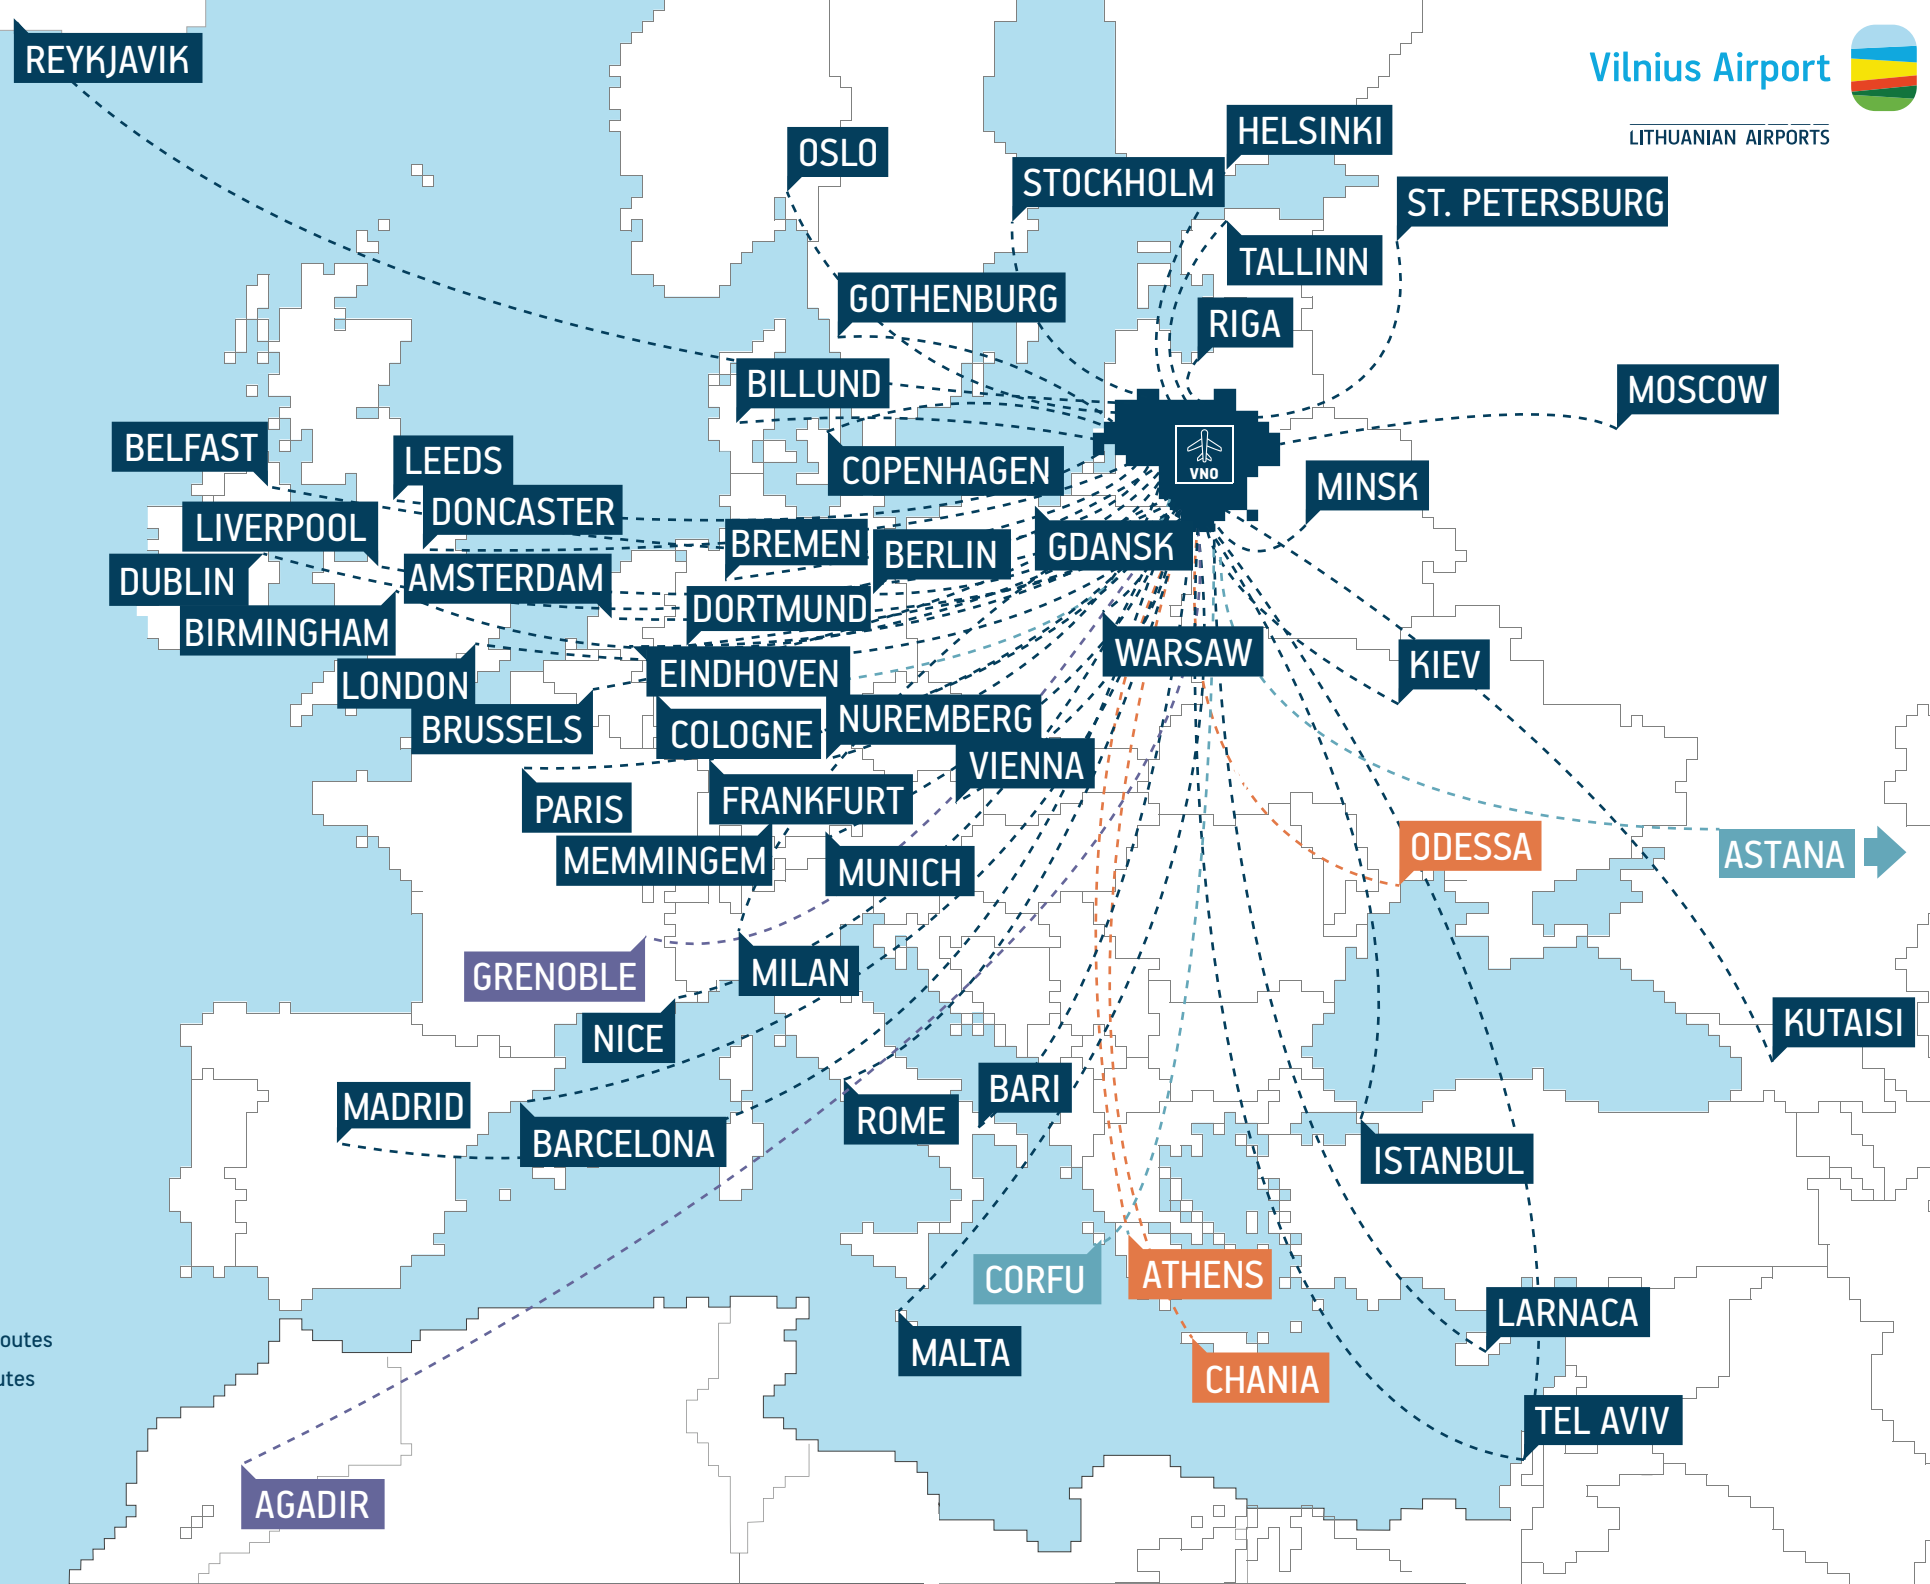 REYKJAVIK
Vilnius Airport
LITHUANIAN AIRPORTS
HELSINKI
OSLO
STOCKHOLM
ST. PETERSBURG
TALLINN
GOTHENBURG
RIGA
BILLUND
MOSCOW
BELFAST
LEEDS
COPENHAGEN
VNO
MINSK
DONCASTER
LIVERPOOL
BREMEN
BERLIN
GDANSK
DUBLIN
AMSTERDAM
DORTMUND
BIRMINGHAM
WARSAW
KIEV
EINDHOVEN
LONDON
NUREMBERG
BRUSSELS
COLOGNE
VIENNA
FRANKFURT
PARIS
ODESSA
ASTANA
MEMMINGEM
MUNICH
GRENOBLE
MILAN
KUTAISI
NICE
BARI
MADRID
ROME
BARCELONA
ISTANBUL
CORFU
ATHENS
LARNACA
outes
MALTA
utes
CHANIA
TEL AVIV
AGADIR